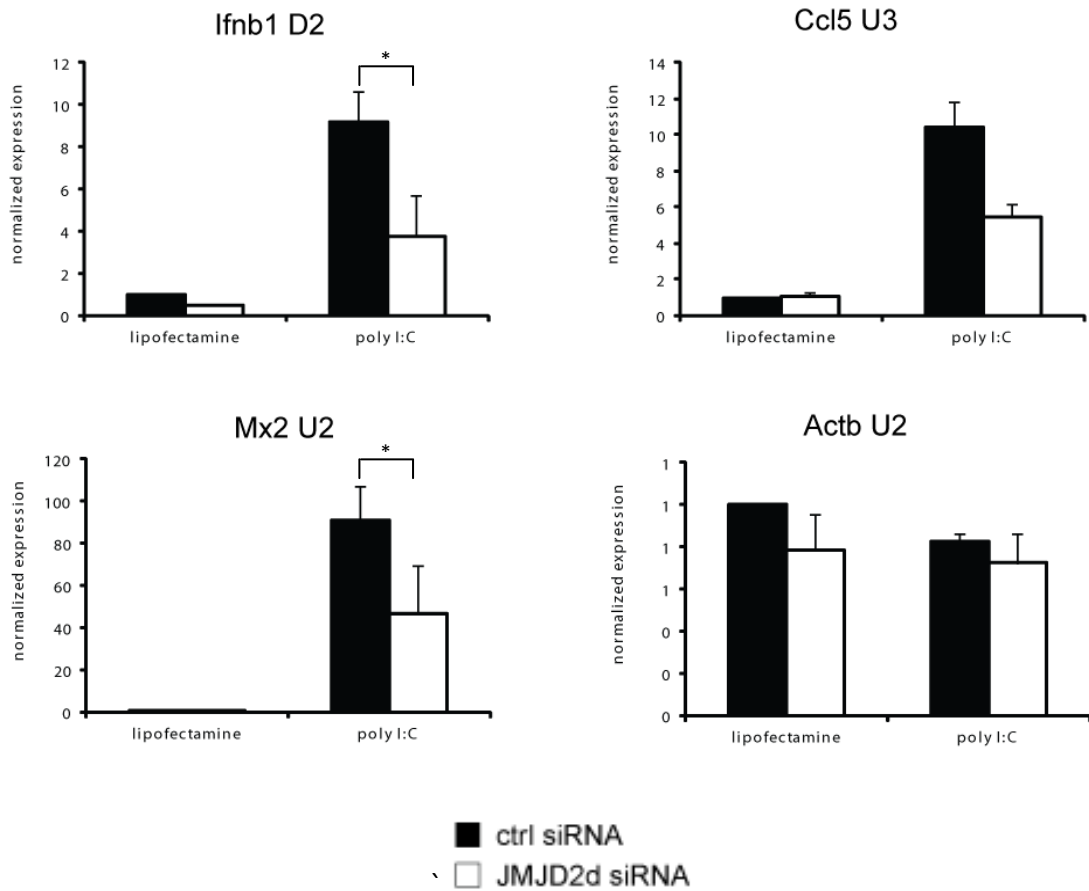 Ifnb1 D2
normalized expression
12
10
8
6
4
2
0
*
lipofectamine
poly I:C
Ccl5 U3
normalized expression
14
12
10
8
6
4
2
0
lipofectamine
poly I:C
Mx2 U2
normalized expression
120
100
80
60
40
20
0
*
lipofectamine
poly I:C
Actb U2
normalized expression
1
1
1
1
0
0
0
lipofectamine
poly I:C
ctrl siRNA
` JMJD2d siRNA